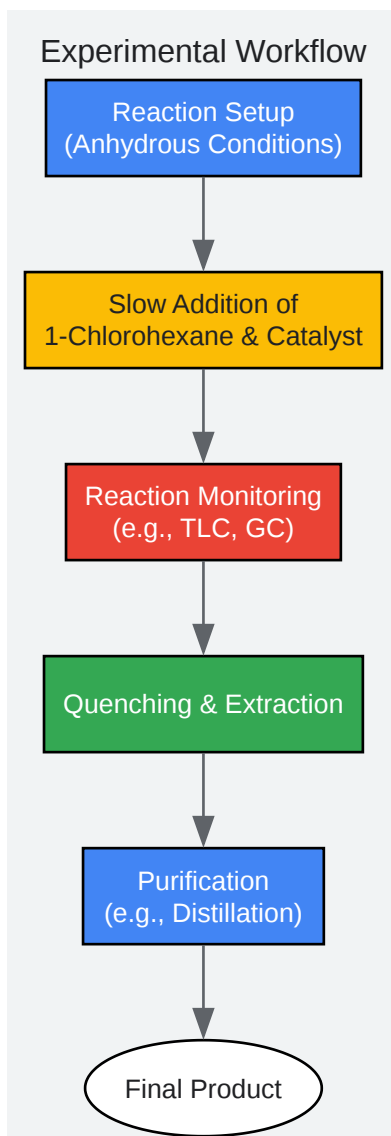 Experimental Workflow
Reaction Setup
(Anhydrous Conditions)
Slow Addition of
1-Chlorohexane & Catalyst
Reaction Monitoring
(e.g., TLC, GC)
Quenching & Extraction
Purification
(e.g., Distillation)
Final Product